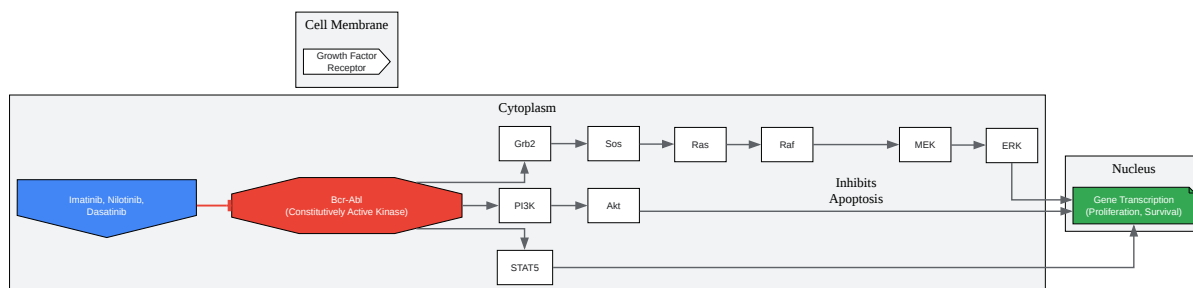 Cell Membrane
Growth Factor
Receptor
Cytoplasm
Grb2
Sos
Ras
Raf
MEK
ERK
Imatinib, Nilotinib,
Dasatinib
Bcr-Abl
(Constitutively Active Kinase)
PI3K
Akt
Inhibits
Apoptosis
Nucleus
Gene Transcription
(Proliferation, Survival)
STAT5